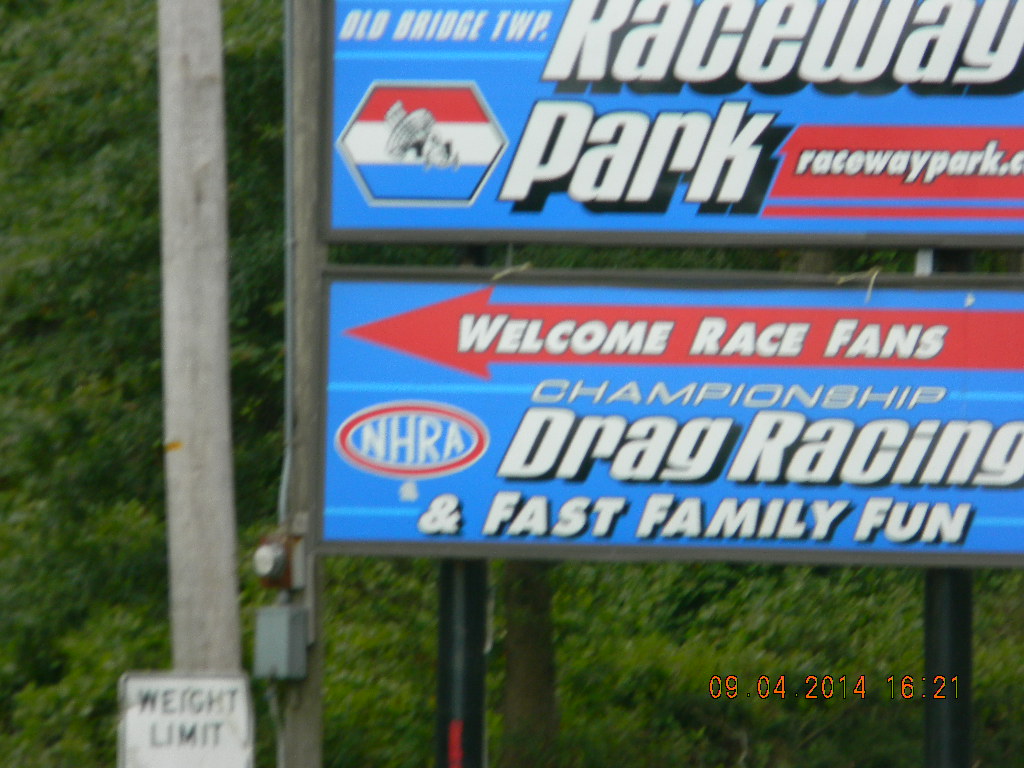 OLD BRIDGE TWP.
Raceway
Park
racewaypark.c
WELCOME RACE FANS
CHAMPIONSHIP
NHRA
Drag Racing
& FAST FAMILY FUN
WEIGHT
LIMIT
09.04.2014 16:21